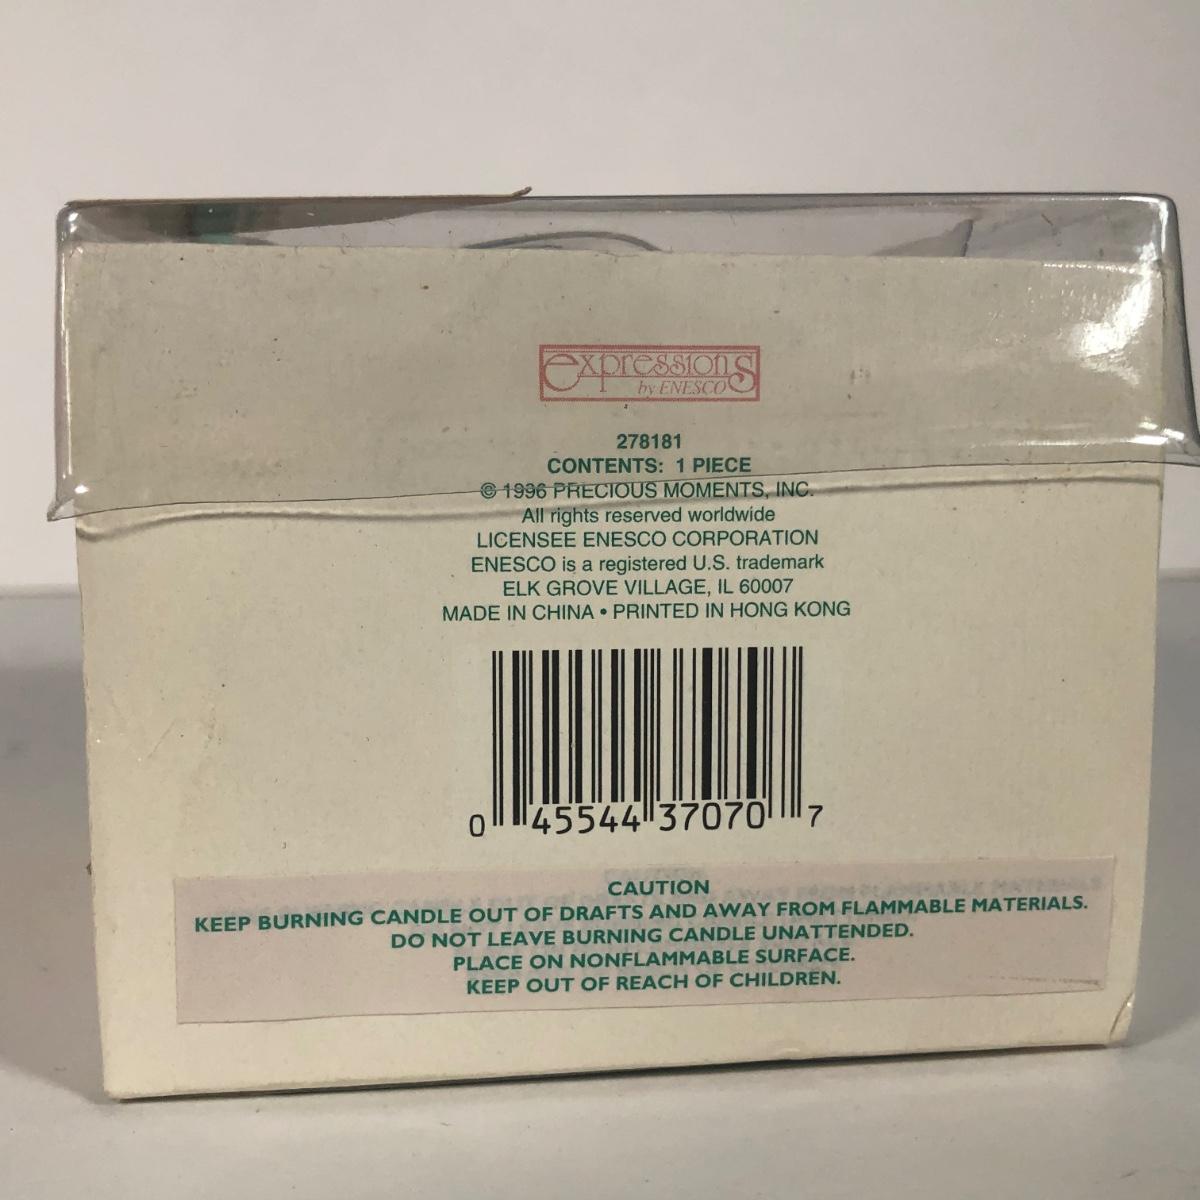 expressions
by ENESCO
278181
CONTENTS: 1 PIECE
© 1996 PRECIOUS MOMENTS, INC.
All rights reserved worldwide
LICENSEE ENESCO CORPORATION
ENESCO is a registered U.S. trademark
ELK GROVE VILLAGE, IL 60007
MADE IN CHINA • PRINTED IN HONG KONG
0 45544 37070 7
CAUTION
KEEP BURNING CANDLE OUT OF DRAFTS AND AWAY FROM FLAMMABLE MATERIALS.
DO NOT LEAVE BURNING CANDLE UNATTENDED.
PLACE ON NONFLAMMABLE SURFACE.
KEEP OUT OF REACH OF CHILDREN.